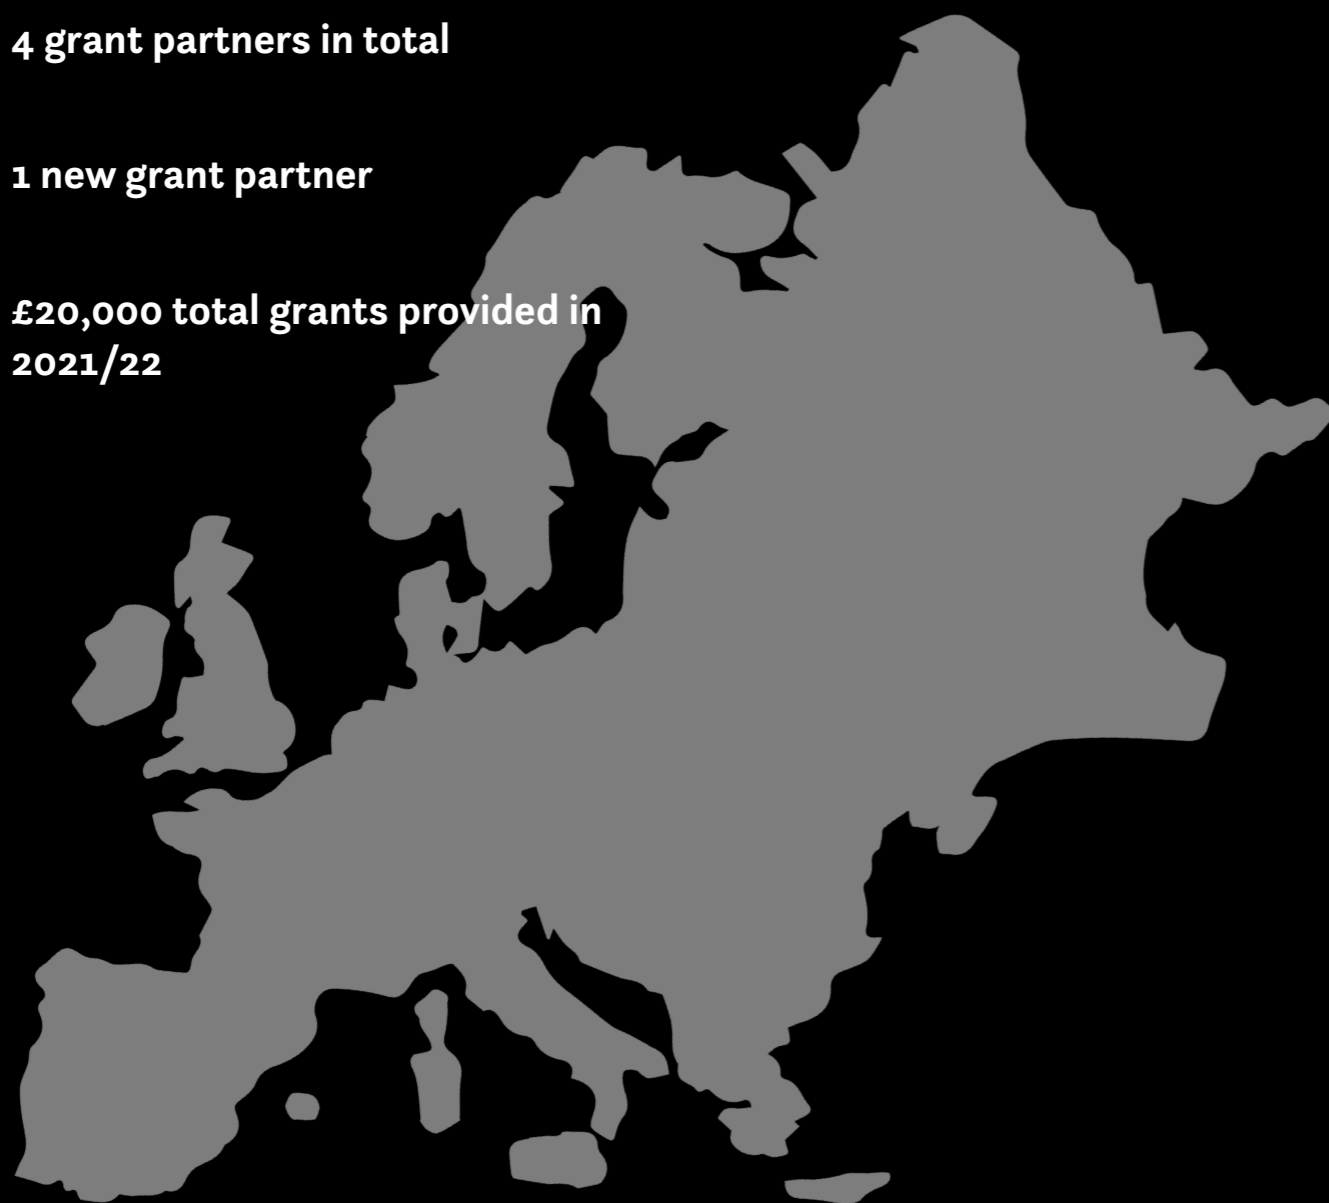 4 grant partners in total
1 new grant partner
£20,000 total grants provided in
2021/22